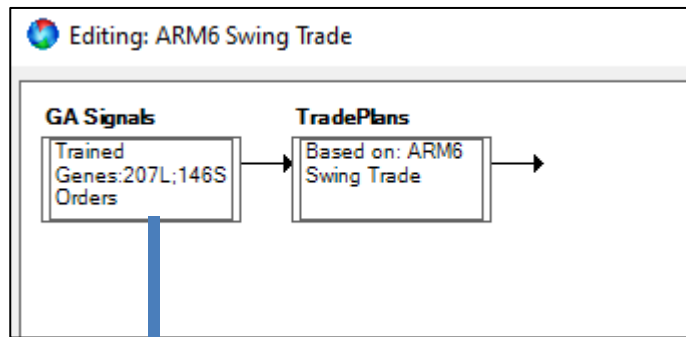 Editing: ARM6 Swing Trade
GA Signals
Trained
Genes:207L;146S
Orders
TradePlans
Based on: ARM6
Swing Trade